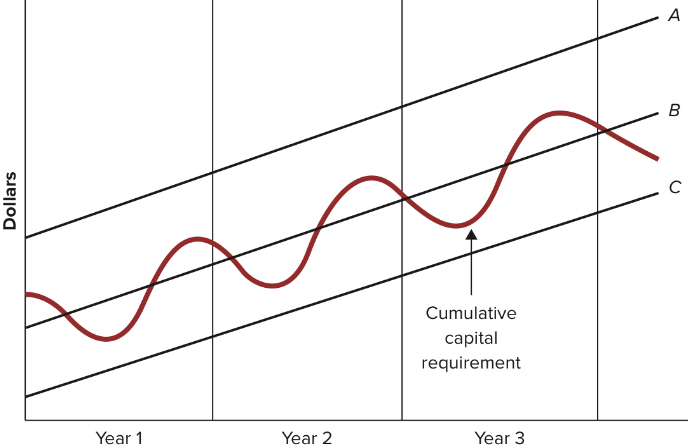 A
B
C
Dollars
Cumulative
capital
requirement
Year 1
Year 2
Year 3